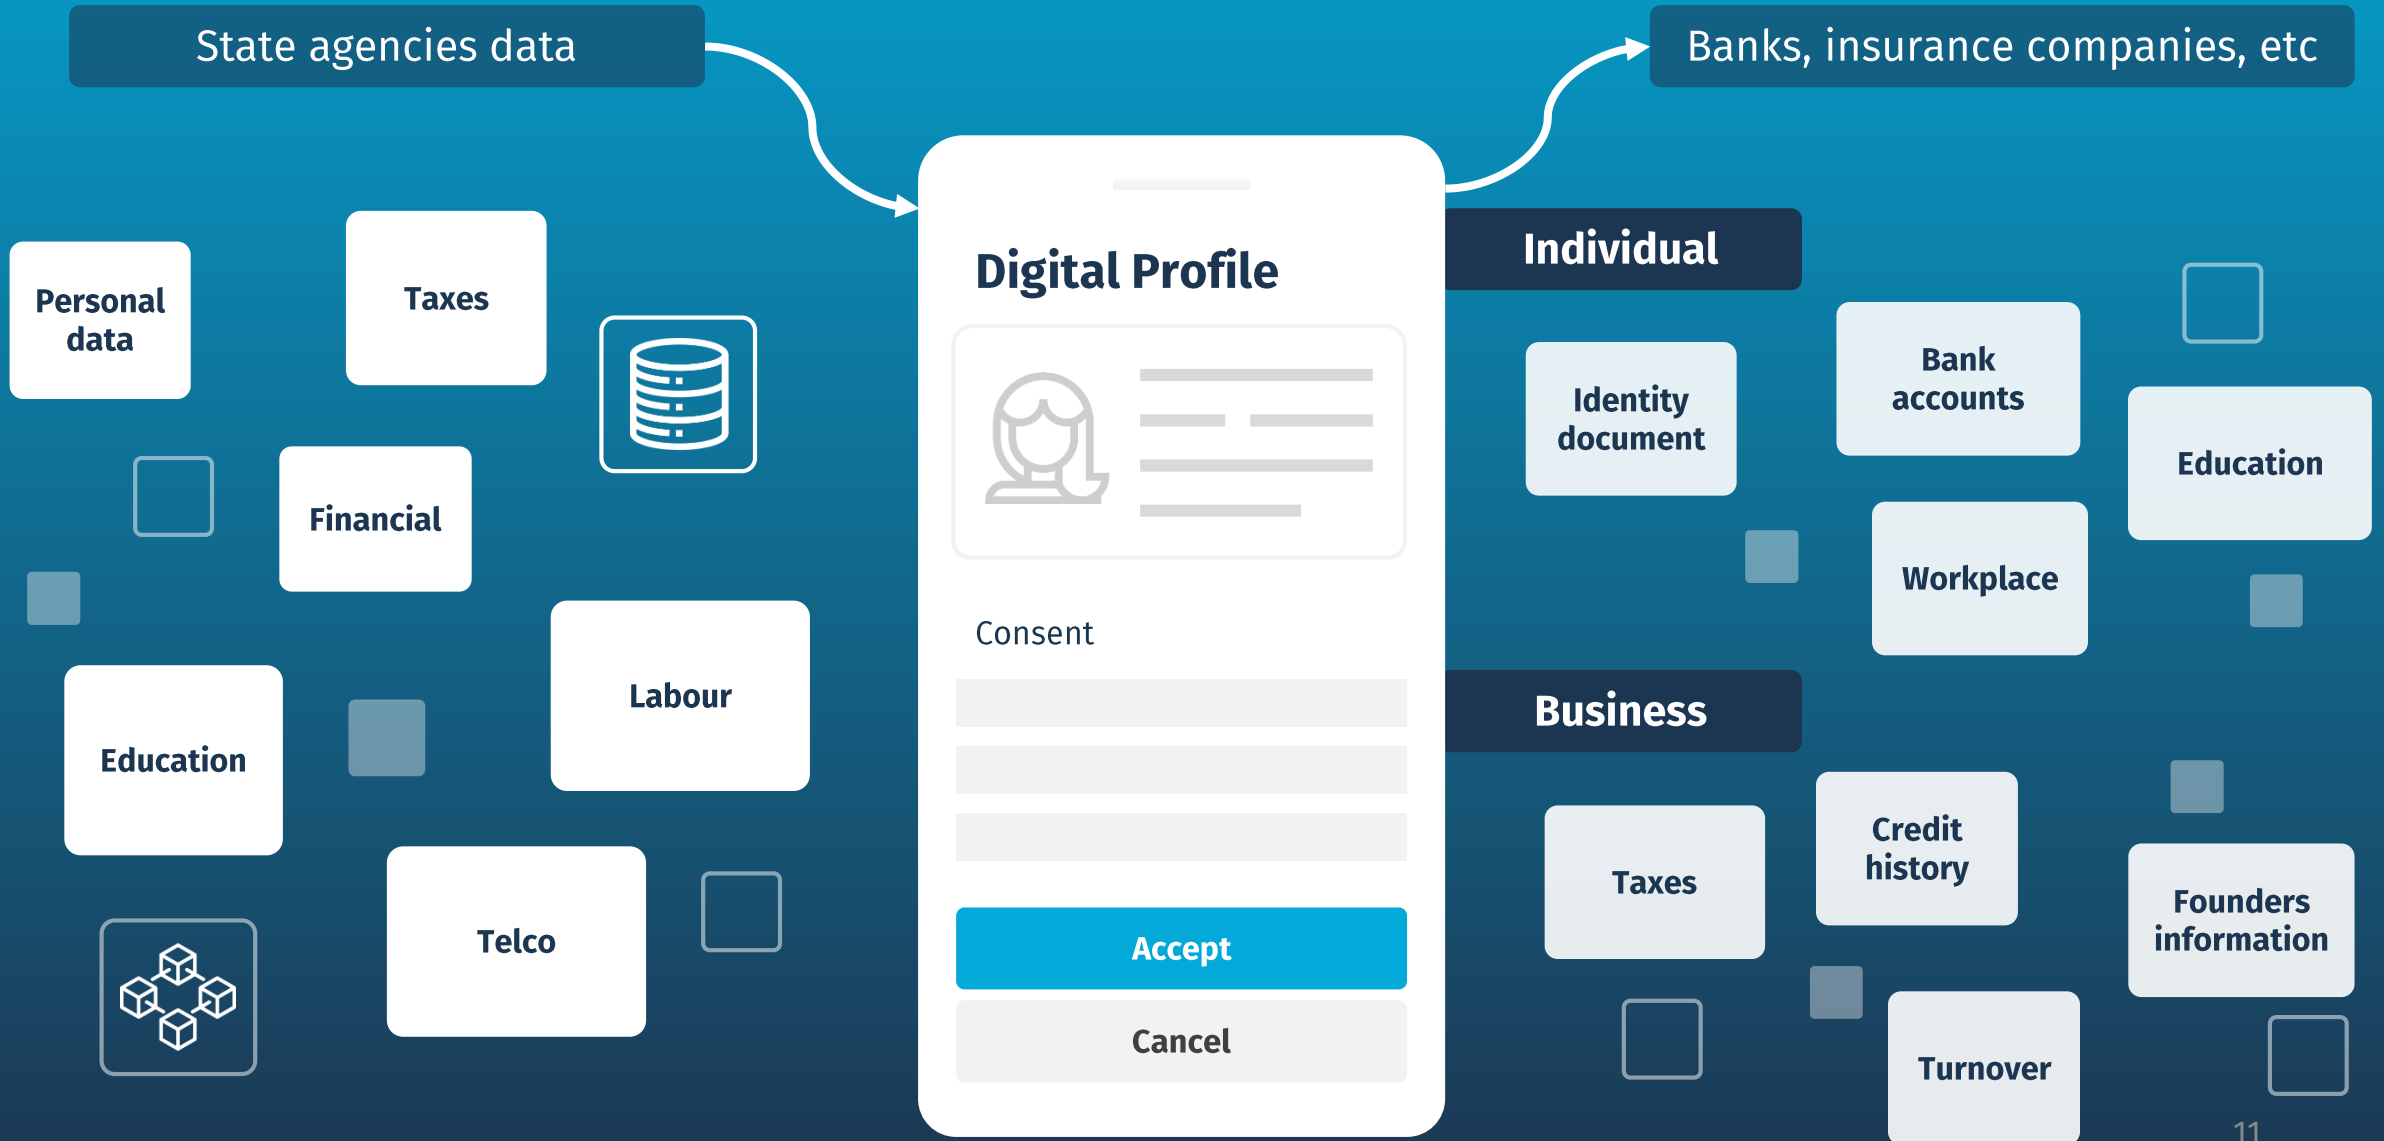 State agencies data
Banks, insurance companies, etc
Personal
data
Taxes
Financial
Labour
Education
Telco
Digital Profile
Consent
Accept
Cancel
Individual
Identity
document
Bank
accounts
Education
Workplace
Business
Taxes
Credit
history
Founders
information
Turnover
11